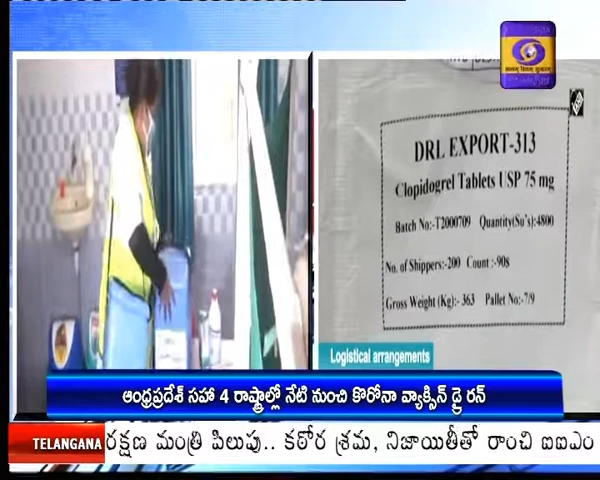 DRL EXPORT-313
Clopidogrel Tablets USP 75 mg
Batch No:-T2000709 Quantity(Su's):4800
No. of Shippers:-200 Count :-90s
Gross Weight (Kg):- 363 Pallet No:-7/9
Logistical arrangements
ఆంధ్రప్రదేశ్ సహా 4 రాష్ట్రాల్లో నేటి నుంచి కొరోనా వ్యాక్సిన్ డ్రై రన్
TELANGANA రక్షణ మంత్రి పిలుపు.. కఠోర శ్రమ, నిజాయితీతో రాంచి ఐఐఎం